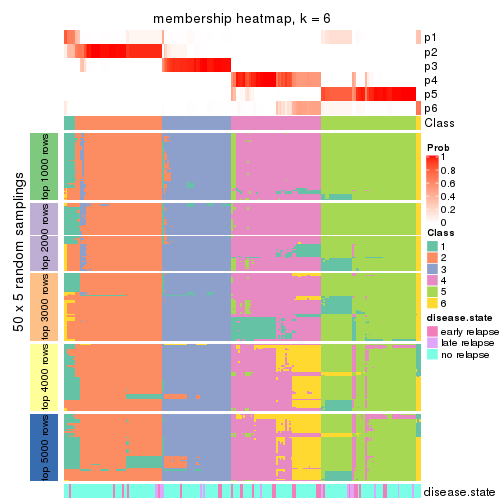 membership heatmap, k = 6
p1
p2
p3
p4
p5
p6
Class
50 x 5 random samplings
top 1000 rows
top 2000 rows
top 3000 rows
top 4000 rows
top 5000 rows
Prob
1
0.8
0.6
0.4
0.2
0
Class
1
2
3
4
5
6
disease.state
early relapse
late relapse
no relapse
disease.state